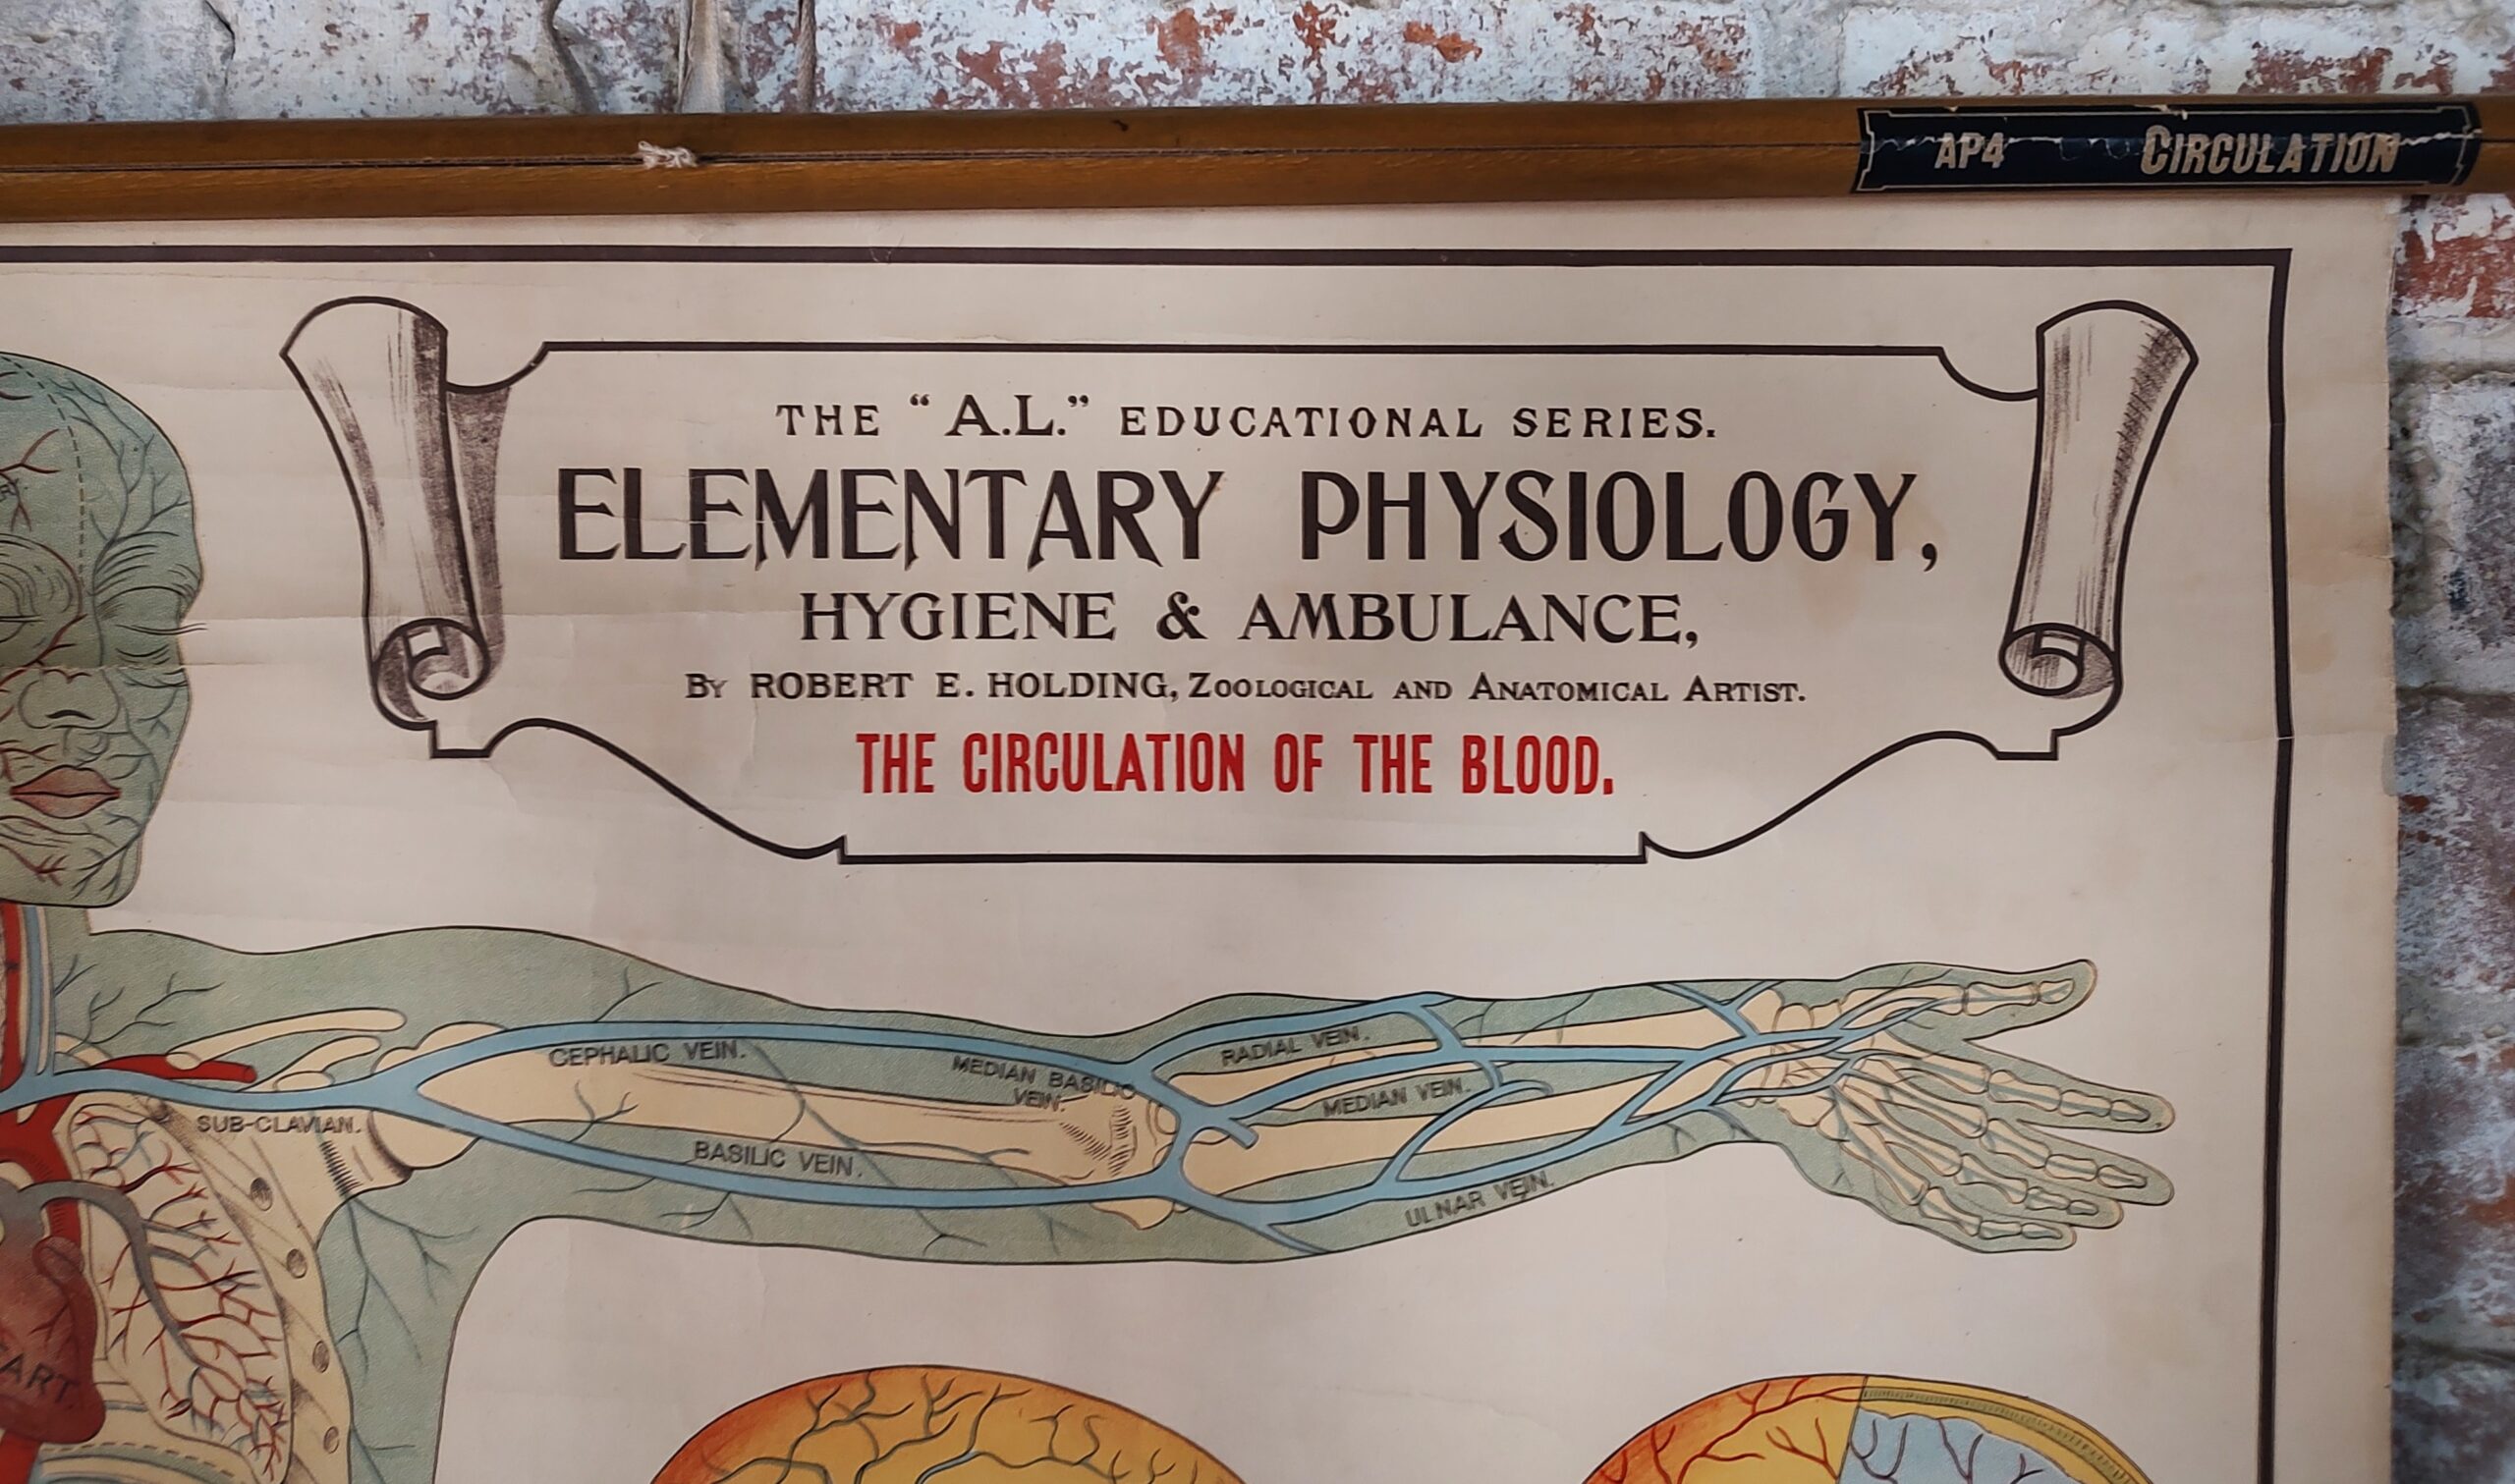 AP4 CIRCULATION
THE "A.L." EDUCATIONAL SERIES.
ELEMENTARY PHYSIOLOGY,
HYGIENE & AMBULANCE,
BY ROBERT E. HOLDING, ZOOLOGICAL AND ANATOMICAL ARTIST.
THE CIRCULATION OF THE BLOOD.
CEPHALIC VEIN.
MEDIAN BASILIC
VEIN.
RADIAL VEIN.
MEDIAN VEIN.
SUB-CLAVIAN.
BASILIC VEIN.
ULNAR VEIN.